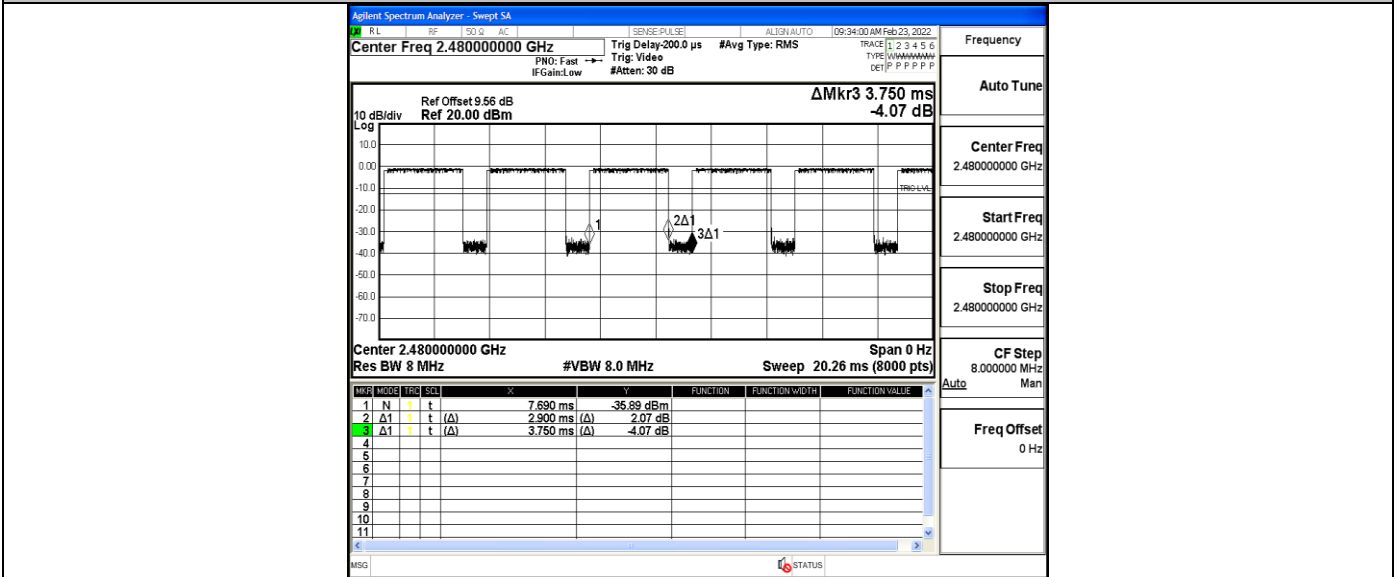 Agilent Spectrum Analyzer - Swept SA
LXI RL RF 50 Ω AC SENSE:PULSE ALIGNAUTO 09:34:00 AM Feb 23, 2022
Center Freq 2.480000000 GHz
PNO: Fast
IFGain:Low
Trig Delay-200.0 µs
Trig: Video
#Atten: 30 dB
#Avg Type: RMS
TRACE 1 2 3 4 5 6
TYPE
DET P P P P P P
ΔMkr3 3.750 ms
-4.07 dB
Ref Offset 9.56 dB
10 dB/div Ref 20.00 dBm
Log
10.0
0.00
-10.0
TRIG LVL
-20.0
1
2Δ1
3Δ1
-30.0
-40.0
-50.0
-60.0
-70.0
Center 2.480000000 GHz Span 0 Hz
Res BW 8 MHz #VBW 8.0 MHz Sweep 20.26 ms (8000 pts)
MKR MODE TRC SCL X Y FUNCTION FUNCTION WIDTH FUNCTION VALUE
1 N 1 t 7.690 ms -35.89 dBm
2 Δ1 1 t (Δ) 2.900 ms (Δ) 2.07 dB
3 Δ1 1 t (Δ) 3.750 ms (Δ) -4.07 dB
4
5
6
7
8
9
10
11
MSG STATUS
Frequency
Auto Tune
Center Freq
2.480000000 GHz
Start Freq
2.480000000 GHz
Stop Freq
2.480000000 GHz
CF Step
8.000000 MHz
Auto Man
Freq Offset
0 Hz